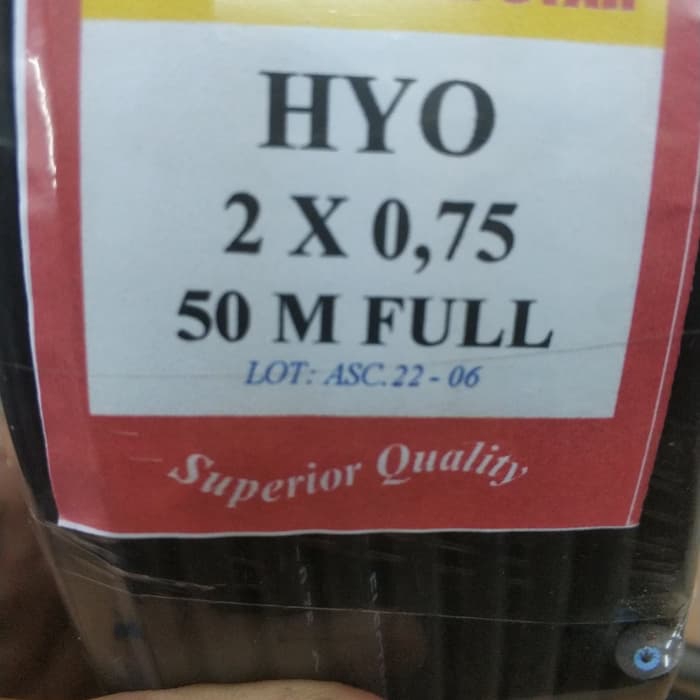 HYO
2 X 0,75
50 M FULL
LOT: ASC.22 - 06
Superior Quality